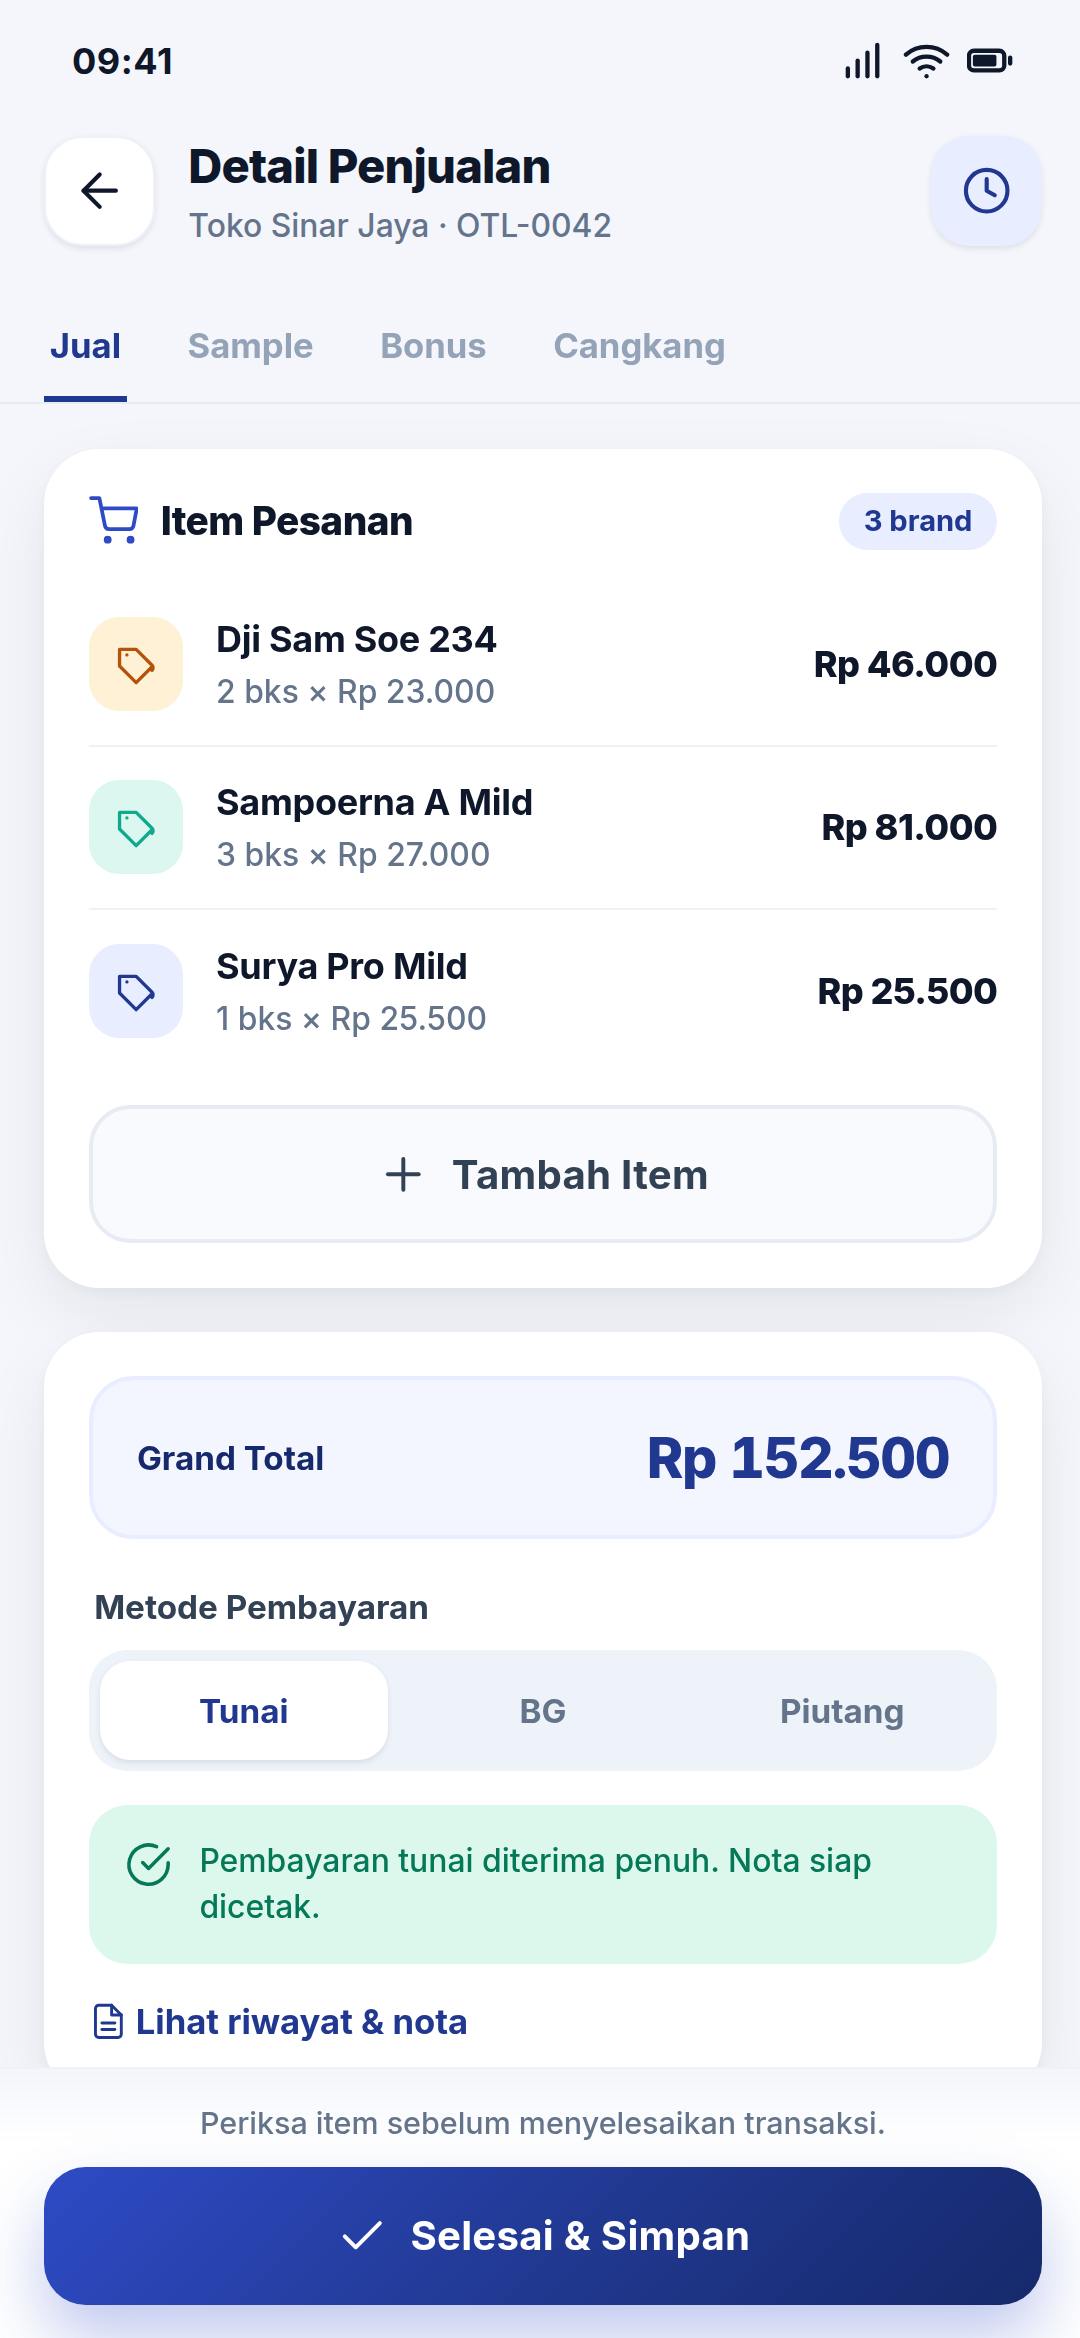 09:41
Detail Penjualan
Toko Sinar Jaya · OTL-0042
Jual
Sample
Bonus
Cangkang
Item Pesanan
3 brand
Dji Sam Soe 234
2 bks × Rp 23.000
Rp 46.000
Sampoerna A Mild
3 bks × Rp 27.000
Rp 81.000
Surya Pro Mild
1 bks × Rp 25.500
Rp 25.500
Tambah Item
Grand Total
Rp 152.500
Metode Pembayaran
Tunai
BG
Piutang
Pembayaran tunai diterima penuh. Nota siap
dicetak.
Lihat riwayat & nota
Periksa item sebelum menyelesaikan transaksi.
Selesai & Simpan